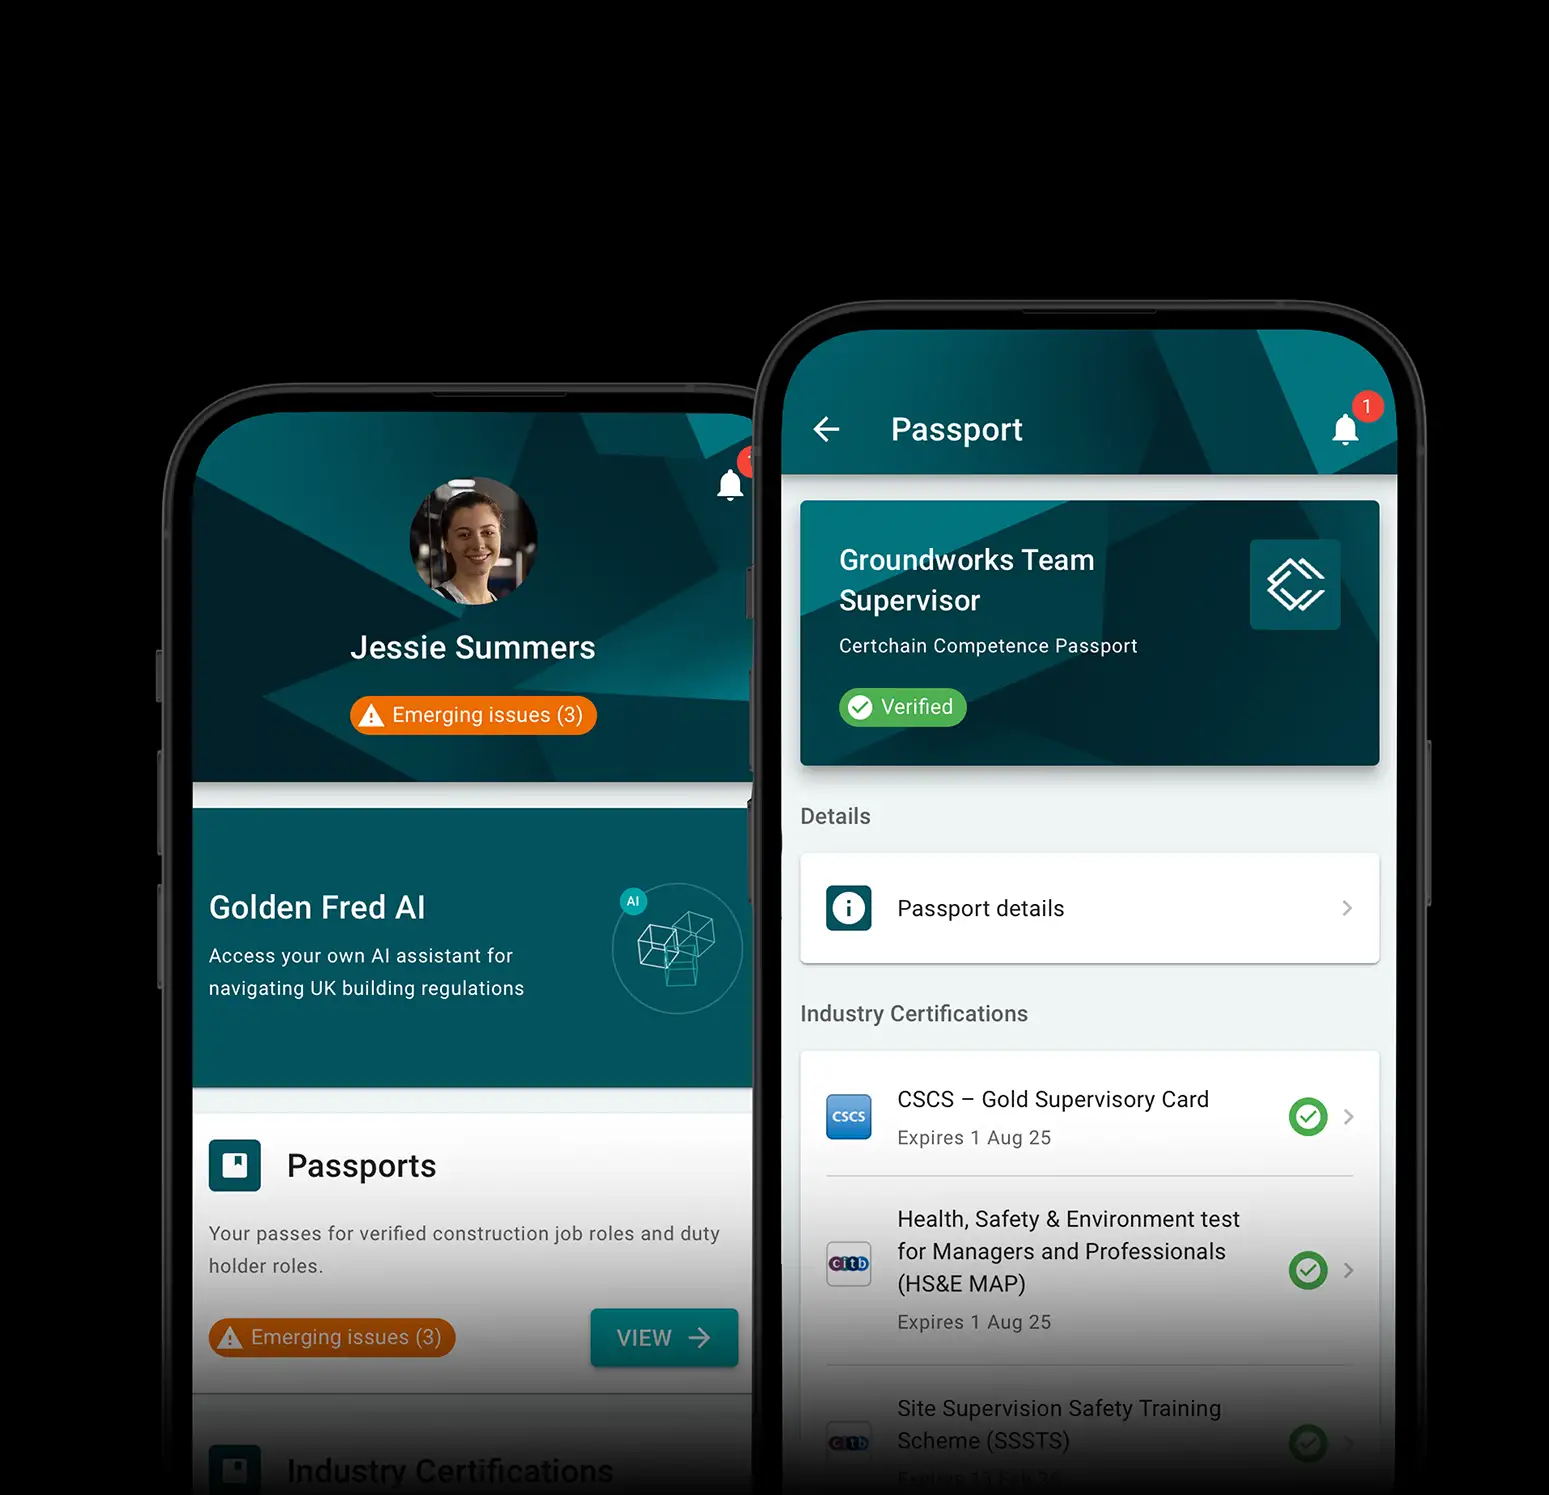 Jessie Summers
Emerging issues (3)
Golden Fred AI
AI
Access your own AI assistant for
navigating UK building regulations
Passports
Your passes for verified construction job roles and duty
holder roles.
Emerging issues (3)
VIEW
Industry Certifications
Passport
1
Groundworks Team
Supervisor
Certchain Competence Passport
Verified
Details
Passport details
Industry Certifications
CSCS
CSCS – Gold Supervisory Card
Expires 1 Aug 25
citb
Health, Safety & Environment test
for Managers and Professionals
(HS&E MAP)
Expires 1 Aug 25
citb
Site Supervision Safety Training
Scheme (SSSTS)
Expires 13 Feb